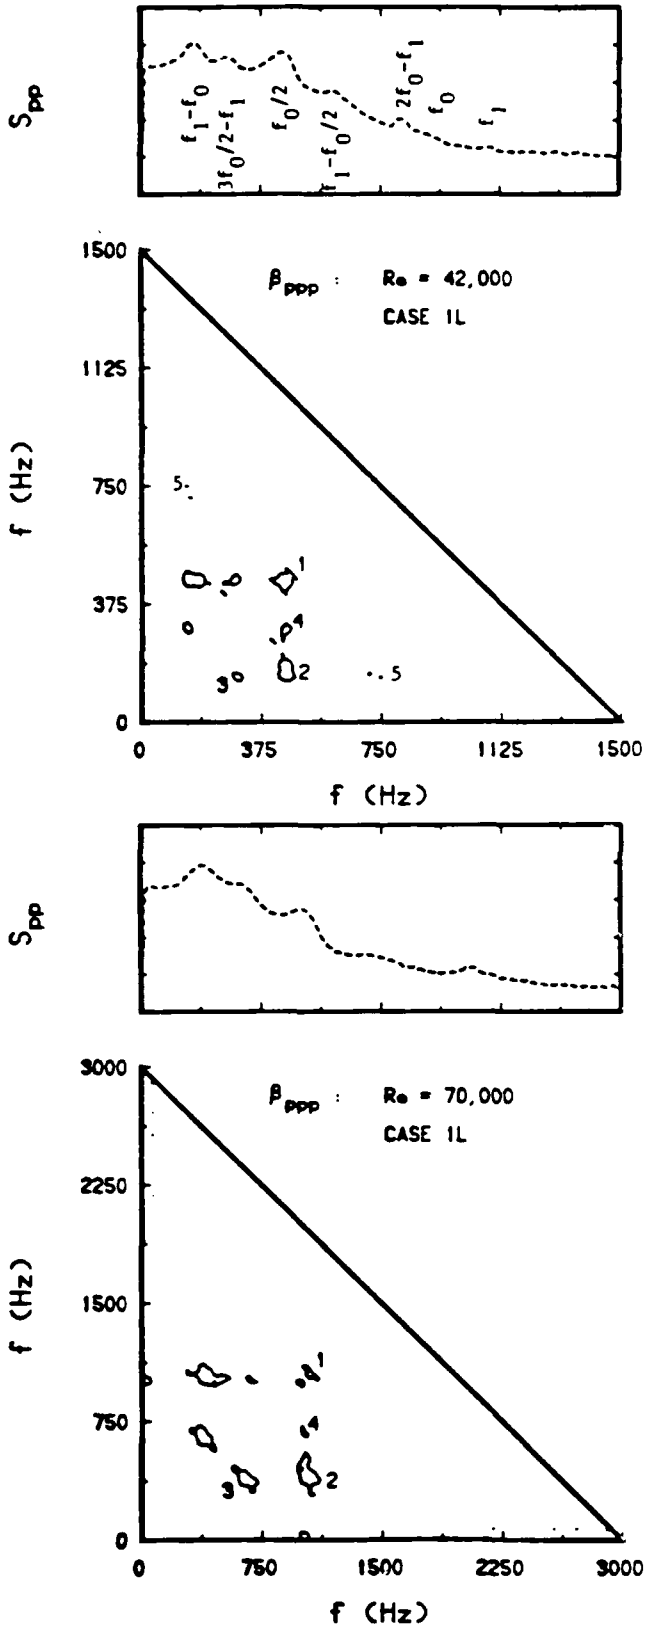 S_pp
f_1-f_0
3f_0/2-f_1
f_0/2
f_1-f_0/2
2f_0-f_1
f_0
f_1
β_ppp : Re = 42,000
CASE 1L
1500
1125
750
375
0
f (Hz)
5
1
4
3
2
5
0 375 750 1125 1500
f (Hz)
S_pp
β_ppp : Re = 70,000
CASE 1L
3000
2250
1500
750
0
f (Hz)
1
4
3
2
0 750 1500 2250 3000
f (Hz)